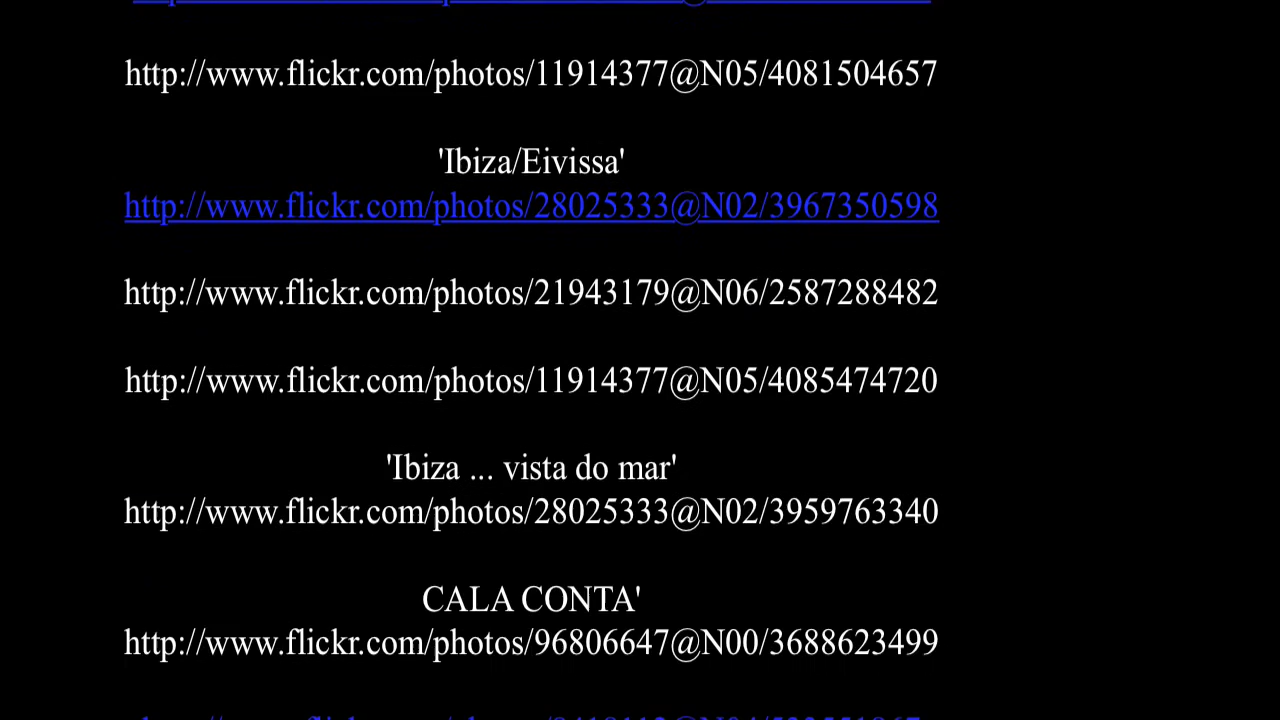 http://www.flickr.com/photos/11914377@N05/4081504657
'Ibiza/Eivissa'
http://www.flickr.com/photos/28025333@N02/3967350598
http://www.flickr.com/photos/21943179@N06/2587288482
http://www.flickr.com/photos/11914377@N05/4085474720
'Ibiza ... vista do mar'
http://www.flickr.com/photos/28025333@N02/3959763340
CALA CONTA'
http://www.flickr.com/photos/96806647@N00/3688623499